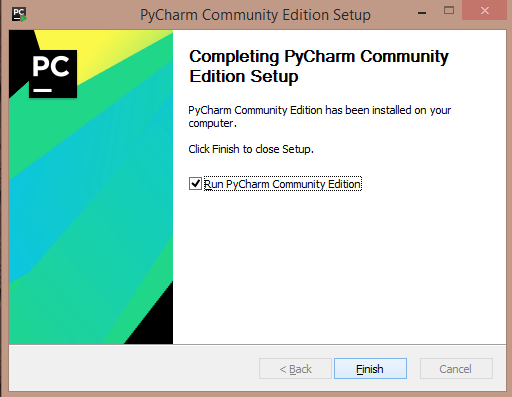 PyCharm Community Edition Setup
PC
Completing PyCharm Community
Edition Setup
PyCharm Community Edition has been installed on your
computer.
Click Finish to close Setup.
Run PyCharm Community Edition
< Back
Finish
Cancel